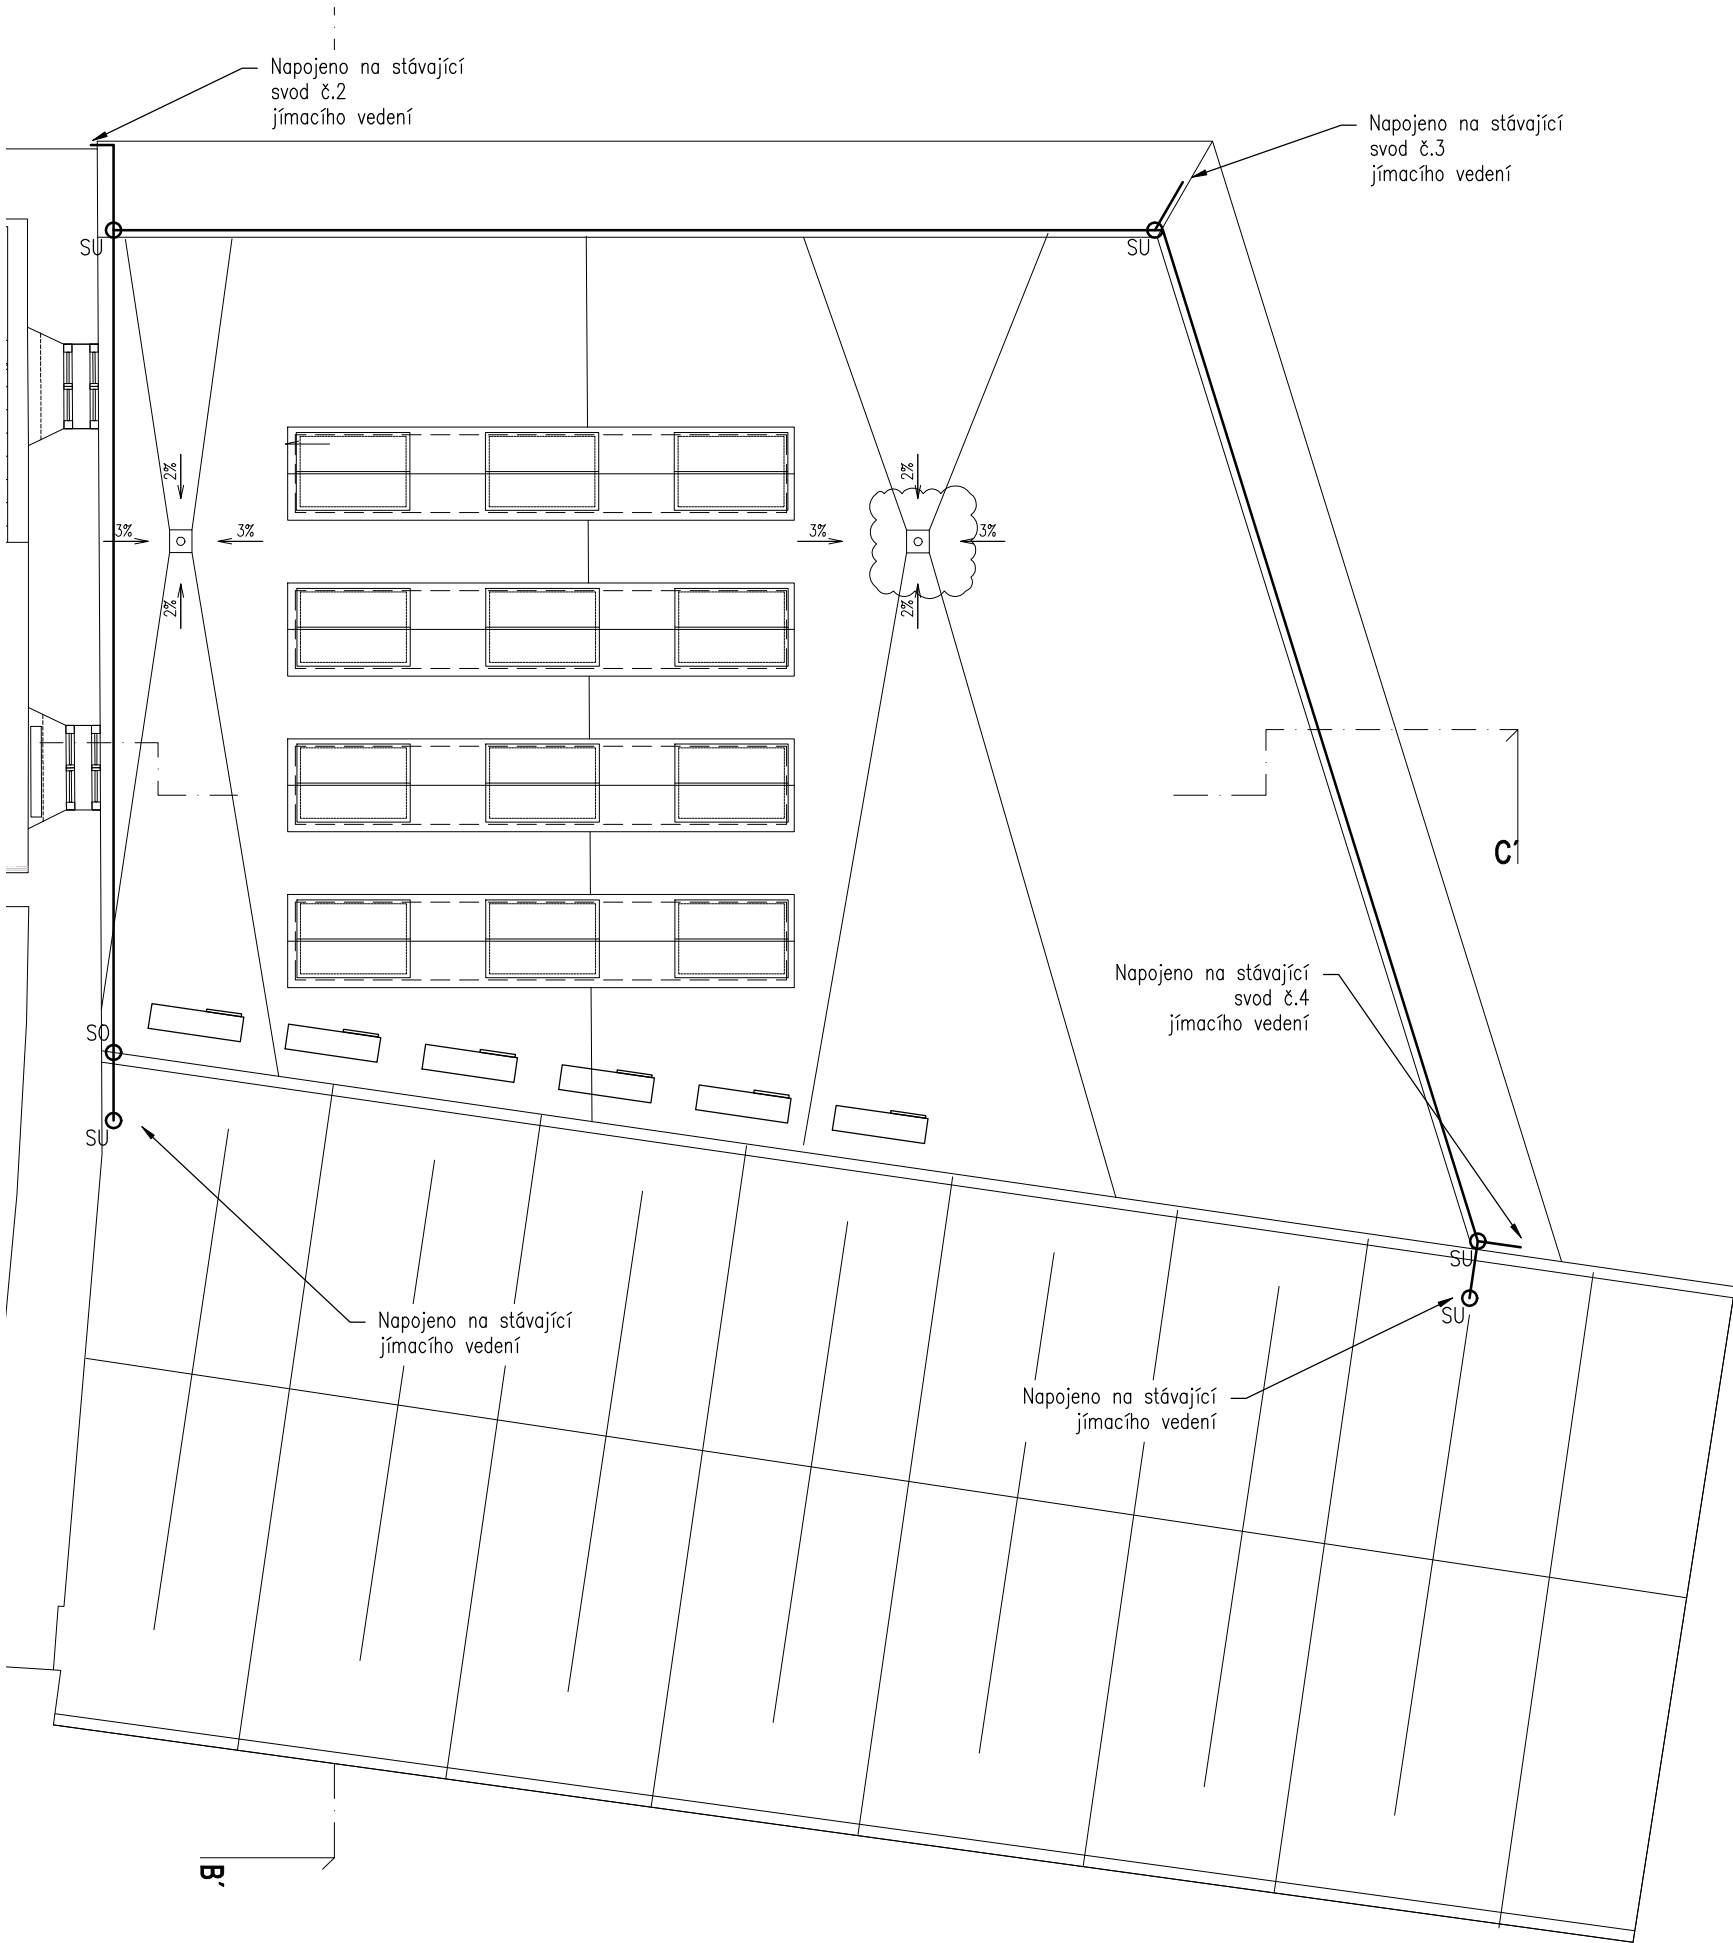 Napojeno na stávající
svod č.2
jímacího vedení
Napojeno na stávající
svod č.3
jímacího vedení
SU
SU
2%
2%
3%
3%
3%
3%
2%
2%
C'
Napojeno na stávající
svod č.4
jímacího vedení
SO
SU
SU
SU
Napojeno na stávající
jímacího vedení
Napojeno na stávající
jímacího vedení
B'